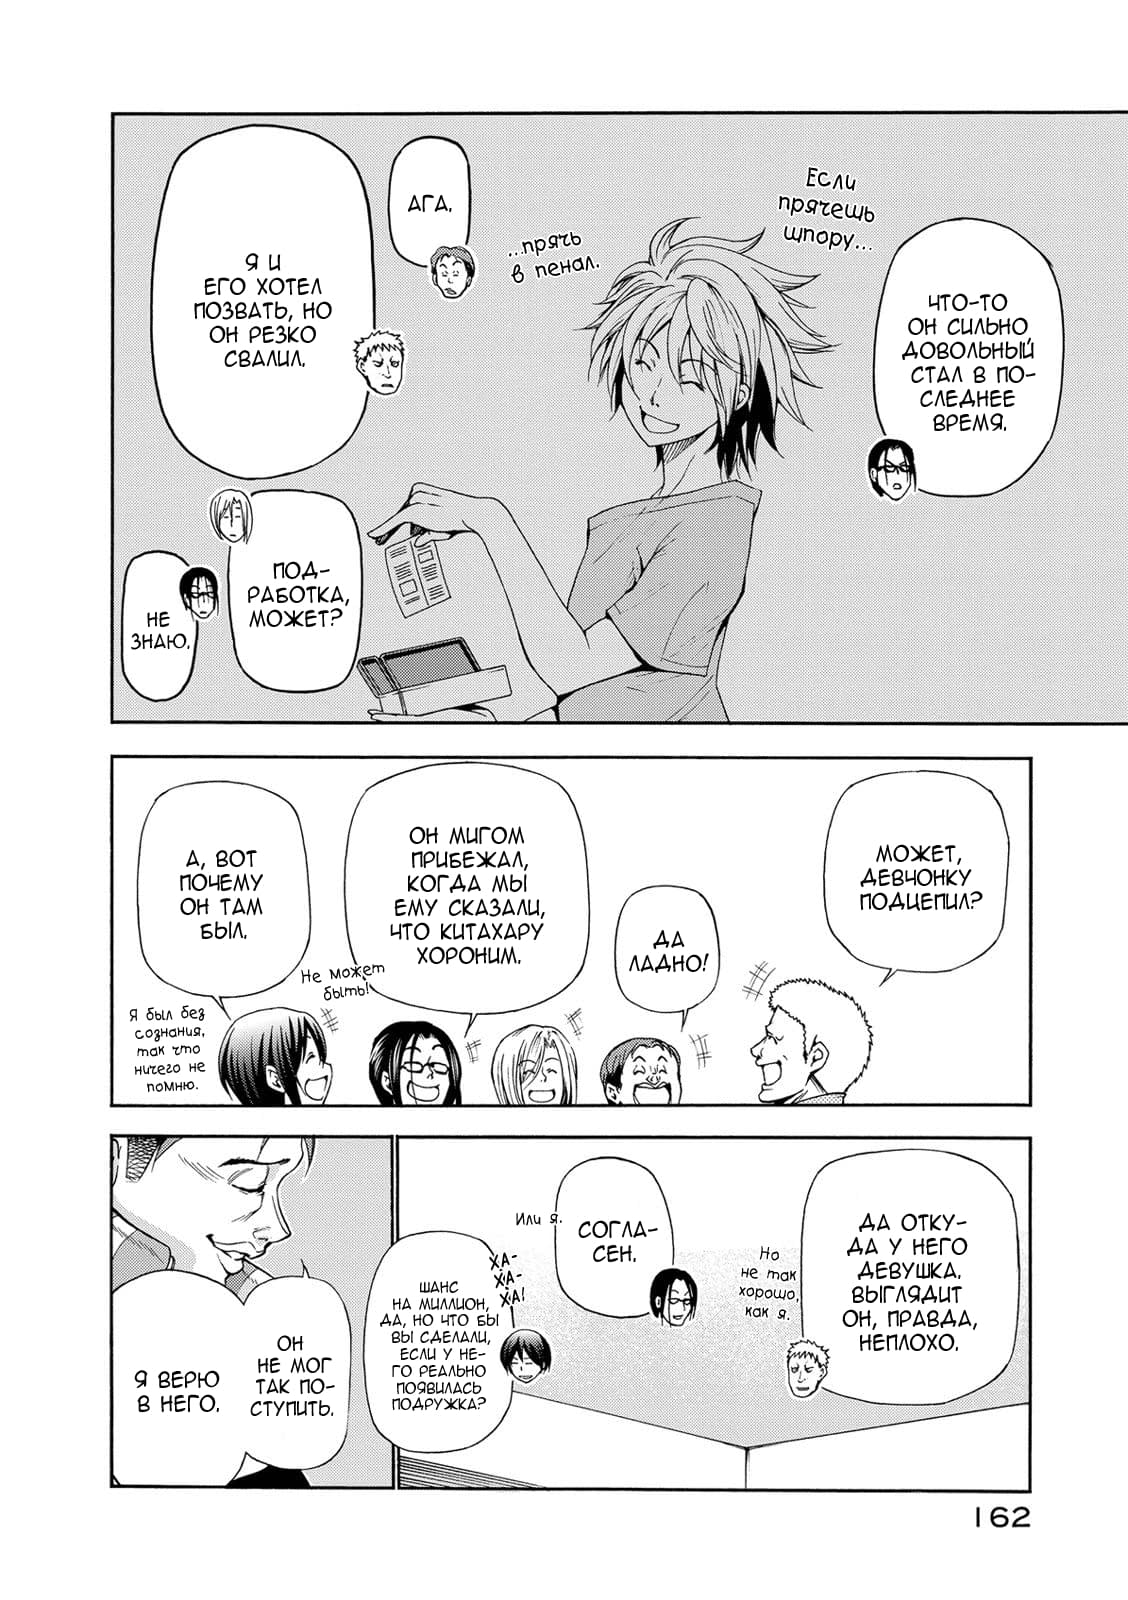 ЧТО-ТО
ОН СИЛЬНО
ДОВОЛЬНЫЙ
СТАЛ В ПО-
СЛЕДНЕЕ
ВРЕМЯ.
Если
прячешь
шпору...
...прячь
в пенал.
АГА.
Я И
ЕГО ХОТЕЛ
ПОЗВАТЬ, НО
ОН РЕЗКО
СВАЛИЛ.
ПОД-
РАБОТКА,
МОЖЕТ?
НЕ
ЗНАЮ.
МОЖЕТ,
ДЕВЧОНКУ
ПОДЦЕПИЛ?
ДА
ЛАДНО!
ОН МИГОМ
ПРИБЕЖАЛ,
КОГДА МЫ
ЕМУ СКАЗАЛИ,
ЧТО КИТАХАРУ
ХОРОНИМ.
Не может
быть!
А, ВОТ
ПОЧЕМУ
ОН ТАМ
БЫЛ.
Я был без
сознания,
так что
ничего не
помню.
ДА ОТКУ-
ДА У НЕГО
ДЕВУШКА.
ВЫГЛЯДИТ
ОН, ПРАВДА,
НЕПЛОХО.
Но
не так
хорошо,
как я.
СОГЛА-
СЕН.
Или я.
ХА-
ХА-
ХА!
ШАНС
НА МИЛЛИОН,
ДА, НО ЧТО БЫ
ВЫ СДЕЛАЛИ,
ЕСЛИ У НЕ-
ГО РЕАЛЬНО
ПОЯВИЛАСЬ
ПОДРУЖКА?
ОН
НЕ МОГ
ТАК ПО-
СТУПИТЬ.
Я ВЕРЮ
В НЕГО.
162